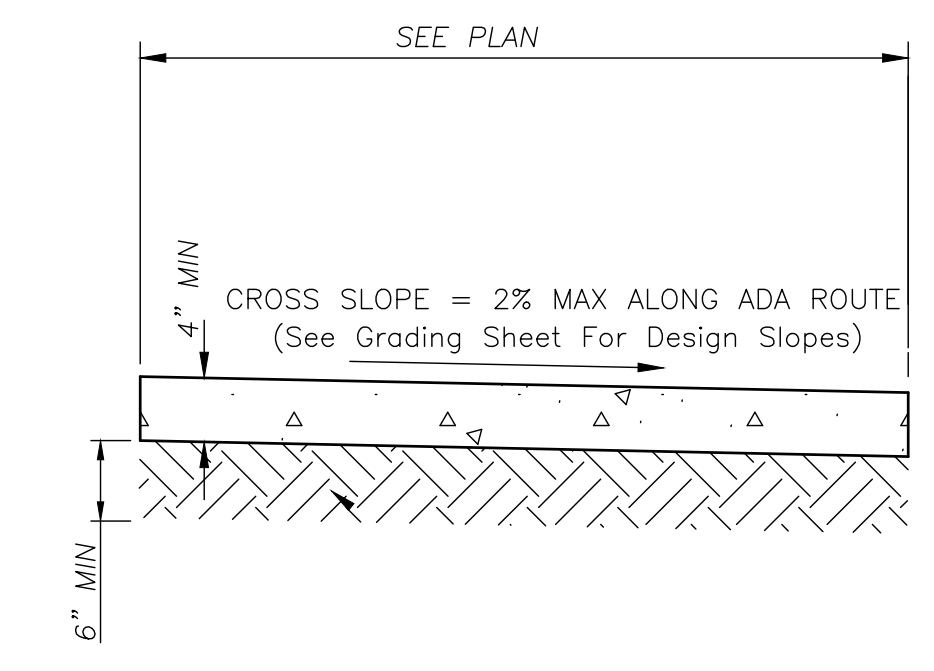 SEE PLAN
4" MIN
CROSS SLOPE = 2% MAX ALONG ADA ROUTE
(See Grading Sheet For Design Slopes)
6" MIN